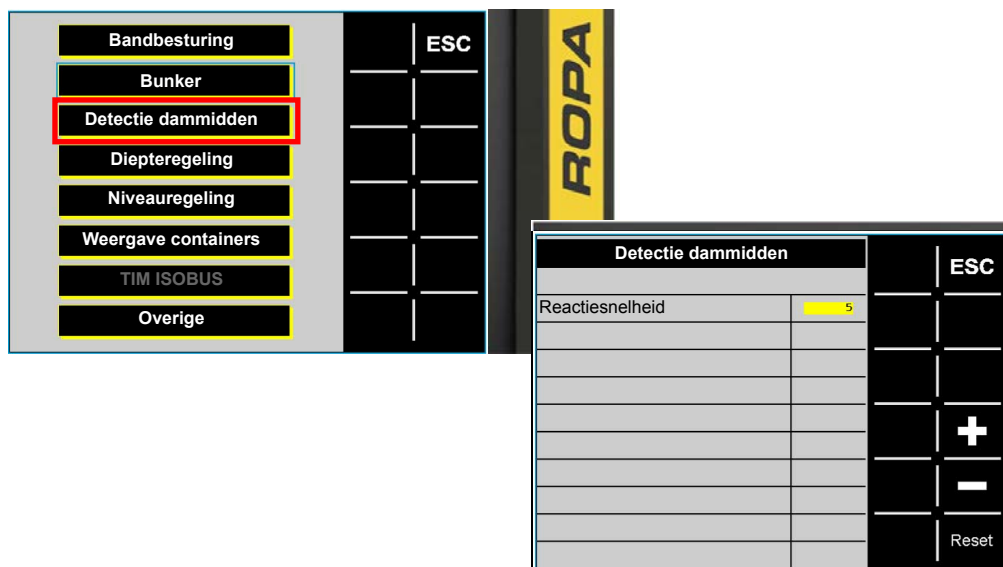 Bandbesturing
ESC
Bunker
Detectie dammidden
Diepteregeling
Niveauregeling
Weergave containers
TIM ISOBUS
Overige
ROPA
Detectie dammidden
ESC
Reactiesnelheid 5
Reset